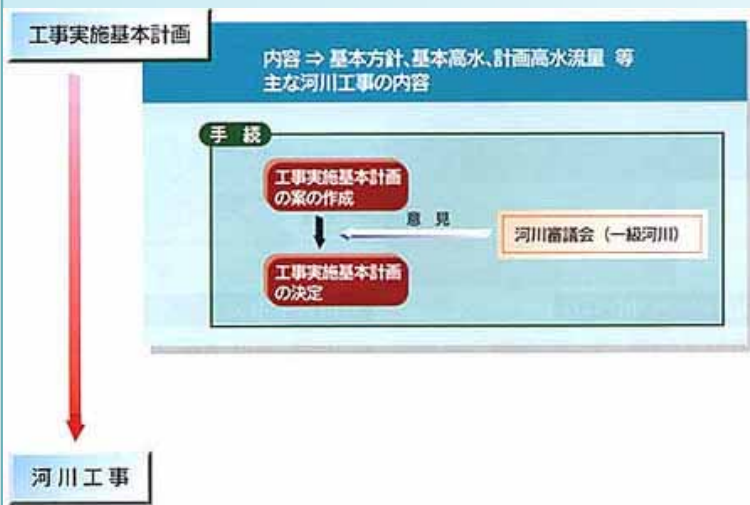 工事実施基本計画
内容 ⇒ 基本方針、基本高水、計画高水流量 等
主な河川工事の内容
手 続
工事実施基本計画
の案の作成
意 見
河川審議会（一級河川）
工事実施基本計画
の決定
河川工事